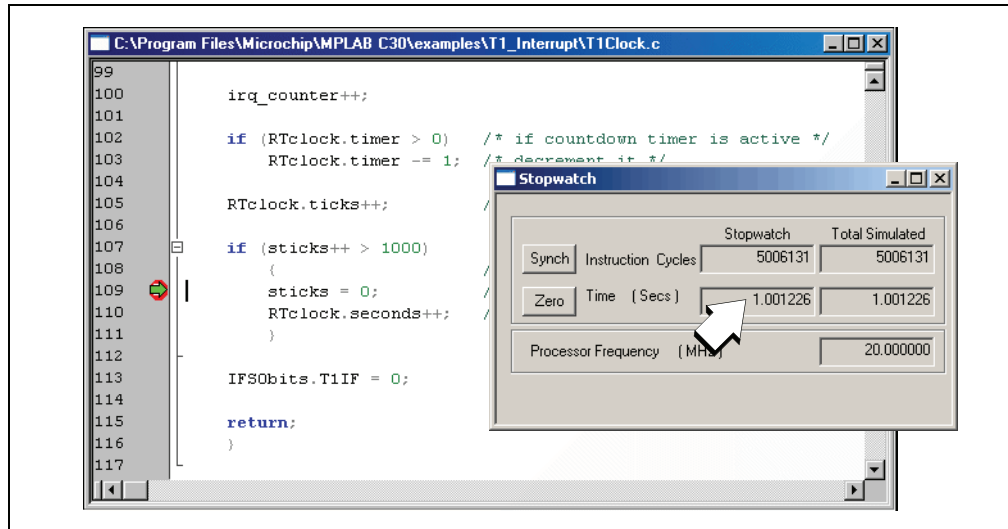 C:\Program Files\Microchip\MPLAB C30\examples\T1_Interrupt\T1Clock.c
99
100 irq_counter++;
101
102 if (RTclock.timer > 0) /* if countdown timer is active */
103 RTclock.timer -= 1; /* decrement it */
104
105 RTclock.ticks++; /
106
107 if (sticks++ > 1000)
108 { /
109 sticks = 0; /
110 RTclock.seconds++; /
111 }
112
113 IFS0bits.T1IF = 0;
114
115 return;
116 }
117
Stopwatch
Stopwatch Total Simulated
Synch Instruction Cycles 5006131 5006131
Zero Time (Secs) 1.001226 1.001226
Processor Frequency (MHz) 20.000000